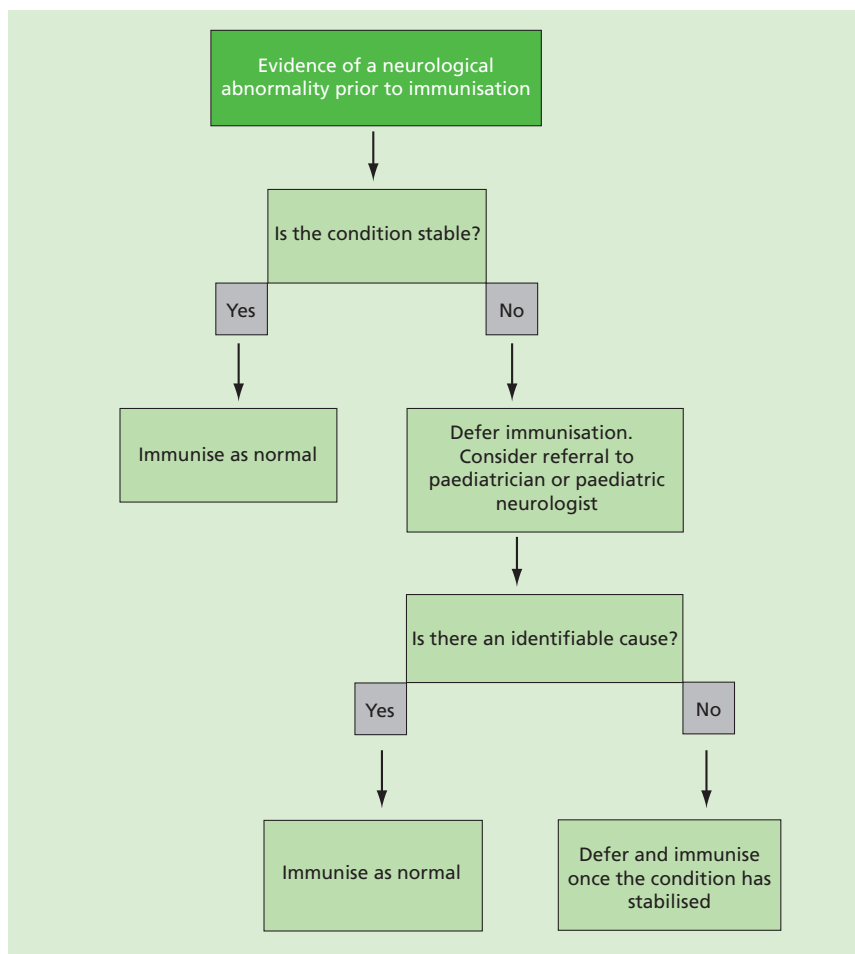 Evidence of a neurological
abnormality prior to immunisation
Is the condition stable?
Yes
No
Immunise as normal
Defer immunisation.
Consider referral to
paediatrician or paediatric
neurologist
Is there an identifiable cause?
Yes
No
Immunise as normal
Defer and immunise
once the condition has
stabilised